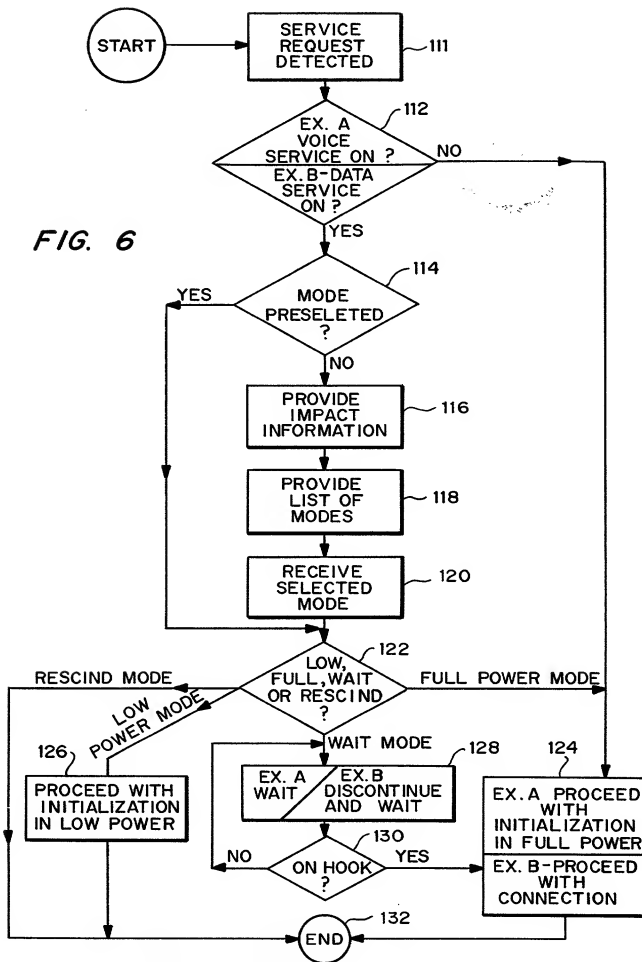 START
SERVICE
REQUEST
DETECTED
111
112
EX. A
VOICE
SERVICE ON ?
EX.B-DATA
SERVICE
ON ?
NO
YES
FIG. 6
114
MODE
PRESELETED
?
YES
NO
PROVIDE
IMPACT
INFORMATION
116
PROVIDE
LIST OF
MODES
118
RECEIVE
SELECTED
MODE
120
122
LOW,
FULL, WAIT
OR RESCIND
?
RESCIND MODE
LOW
POWER MODE
FULL POWER MODE
WAIT MODE
126
PROCEED WITH
INITIALIZATION
IN LOW POWER
128
EX. A
WAIT
EX.B
DISCONTINUE
AND WAIT
130
ON HOOK
?
NO
YES
124
EX. A PROCEED
WITH
INITIALIZATION
IN FULL POWER
EX. B-PROCEED
WITH
CONNECTION
132
END